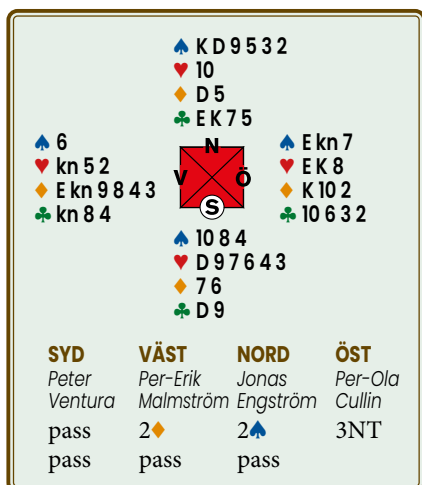 ♠ K D 9 5 3 2
♥ 10
♦ D 5
♣ E K 7 5
♠ 6
♥ kn 5 2
♦ E kn 9 8 4 3
♣ kn 8 4
N
V Ö
S
♠ E kn 7
♥ E K 8
♦ K 10 2
♣ 10 6 3 2
♠ 10 8 4
♥ D 9 7 6 4 3
♦ 7 6
♣ D 9
SYD VÄST NORD ÖST
Peter Per-Erik Jonas Per-Ola
Ventura Malmström Engström Cullin
pass 2♦ 2♠ 3NT
pass pass pass